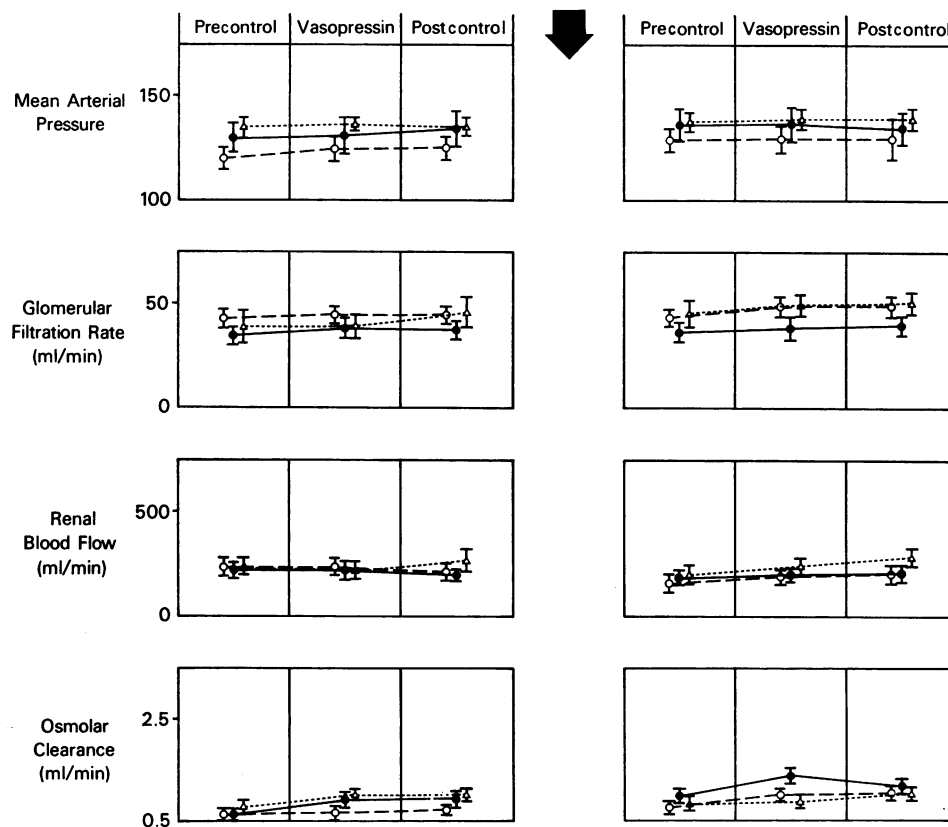 Precontrol Vasopressin Postcontrol Precontrol Vasopressin Postcontrol
Mean Arterial
Pressure
150
100
Glomerular
Filtration Rate
(ml/min)
50
0
Renal
Blood Flow
(ml/min)
500
0
Osmolar
Clearance
(ml/min)
2.5
0.5